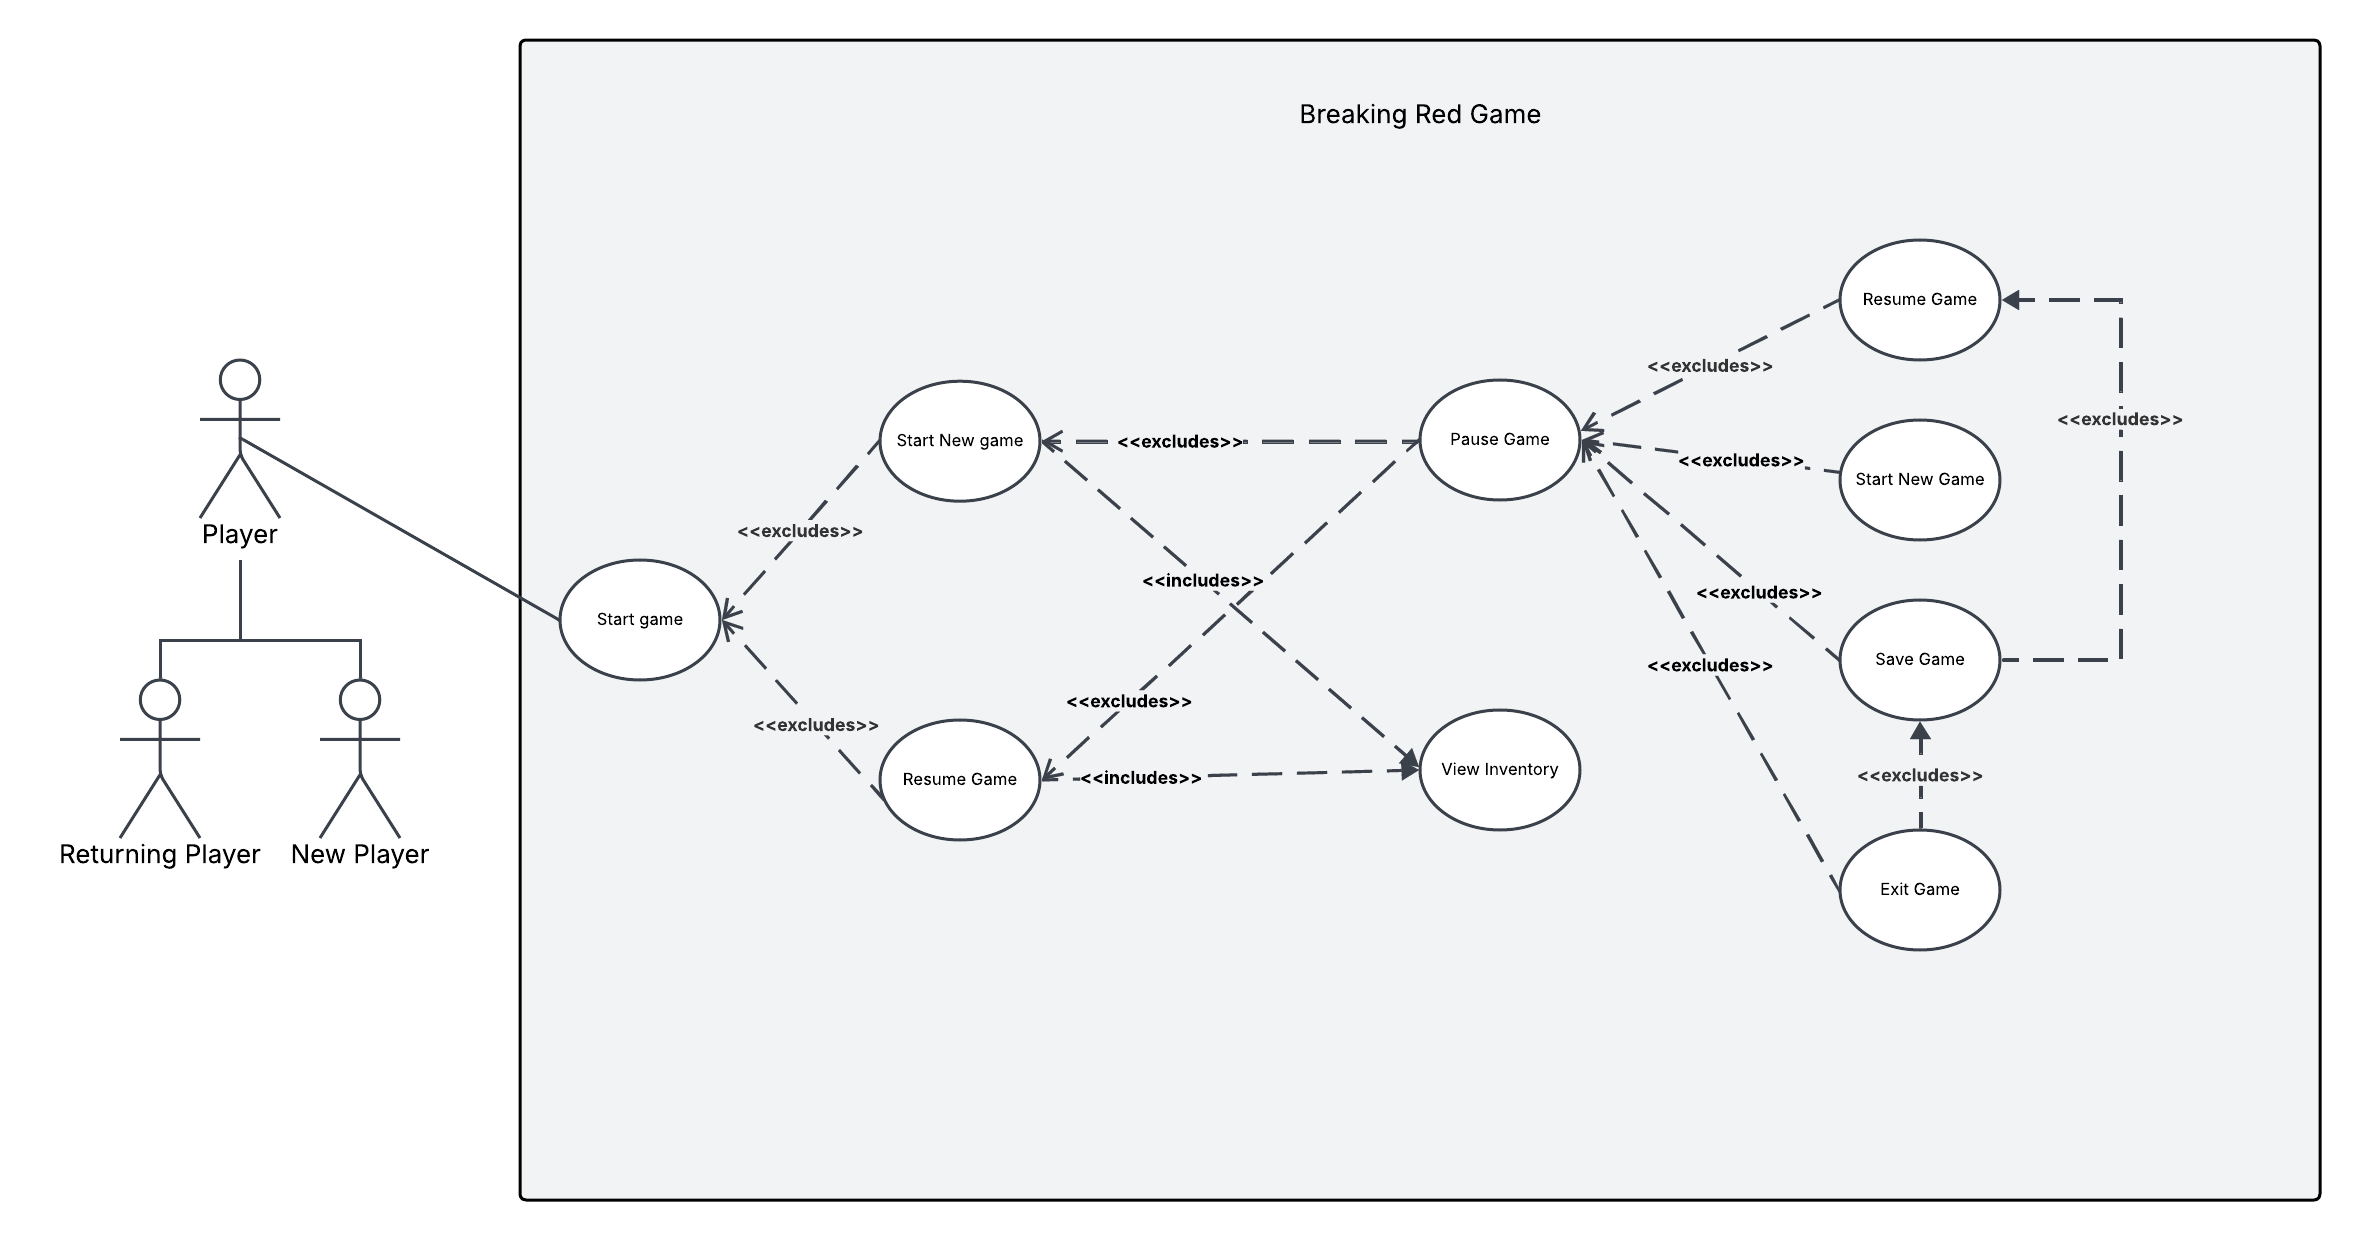 Breaking Red Game
Resume Game
<<excludes>>
<<excludes>>
Start New game
<<excludes>>
Pause Game
<<excludes>>
Start New Game
Player
<<excludes>>
<<includes>>
<<excludes>>
Start game
Save Game
<<excludes>>
<<excludes>>
<<excludes>>
Resume Game
<<includes>>
View Inventory
<<excludes>>
Returning Player
New Player
Exit Game